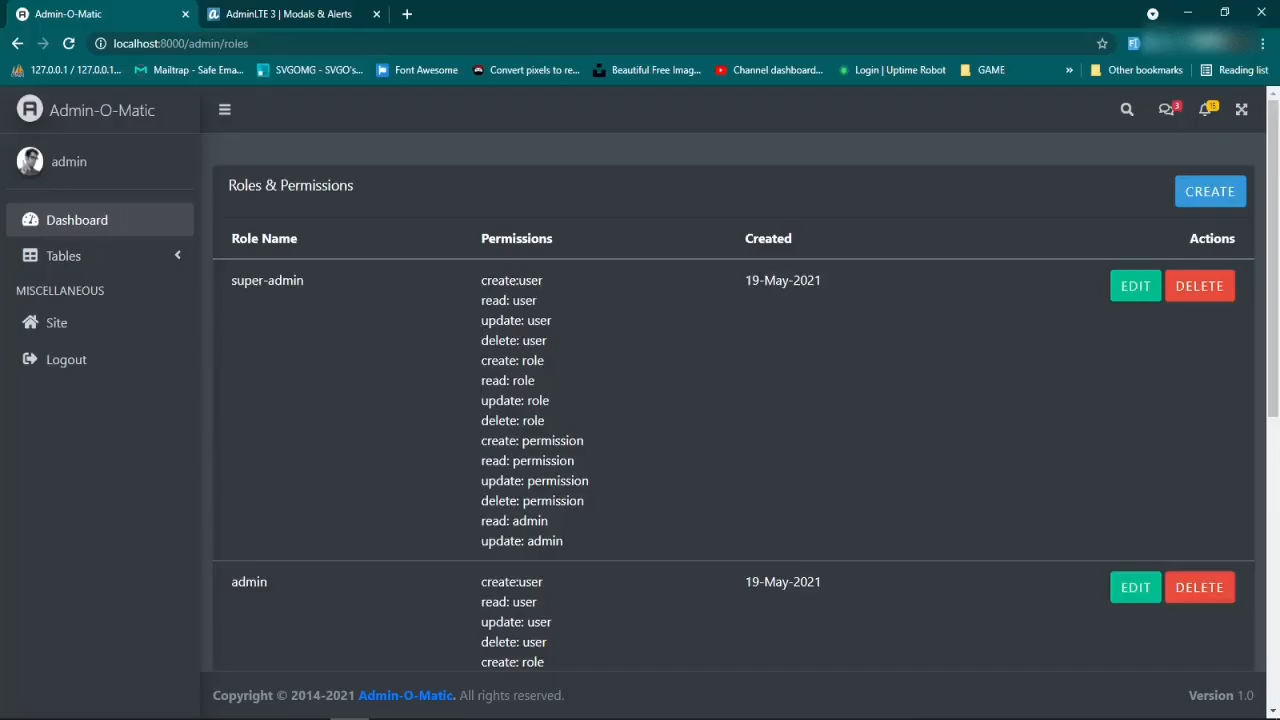 Admin-O-Matic
AdminLTE 3 | Modals & Alerts
localhost:8000/admin/roles
127.0.0.1 / 127.0.0.1...
Mailtrap - Safe Ema...
SVGOMG - SVGO's...
Font Awesome
Convert pixels to re...
Beautiful Free Imag...
Channel dashboard...
Login | Uptime Robot
GAME
»
Other bookmarks
Reading list
Admin-O-Matic
3
15
admin
Dashboard
Tables
MISCELLANEOUS
Site
Logout
Roles & Permissions
CREATE
Role Name Permissions Created Actions
super-admin create:user 19-May-2021 EDIT DELETE
read: user
update: user
delete: user
create: role
read: role
update: role
delete: role
create: permission
read: permission
update: permission
delete: permission
read: admin
update: admin
admin create:user 19-May-2021 EDIT DELETE
read: user
update: user
delete: user
create: role
Copyright © 2014-2021 Admin-O-Matic. All rights reserved. Version 1.0